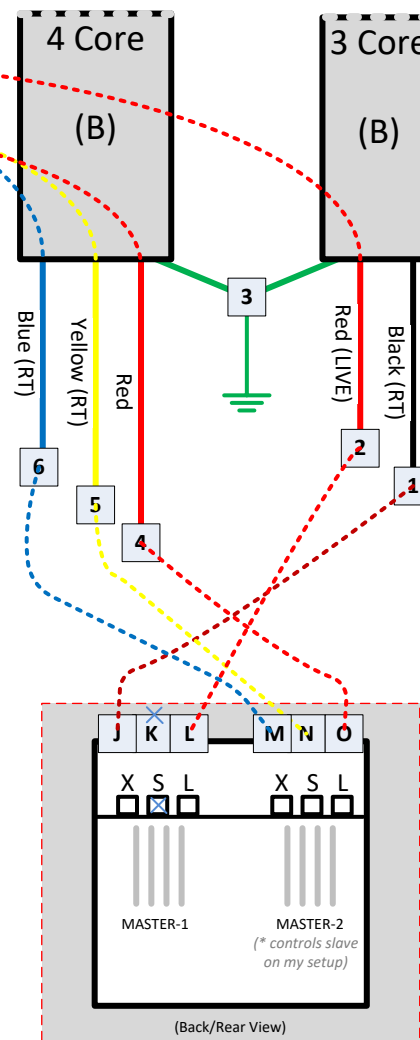 4 Core
3 Core
(B)
(B)
3
Blue (RT)
Yellow (RT)
Red
Red (LIVE)
Black (RT)
2
6
1
5
4
J
K
L
M
N
O
X
S
L
X
S
L
MASTER-1
MASTER-2
(* controls slave
on my setup)
(Back/Rear View)